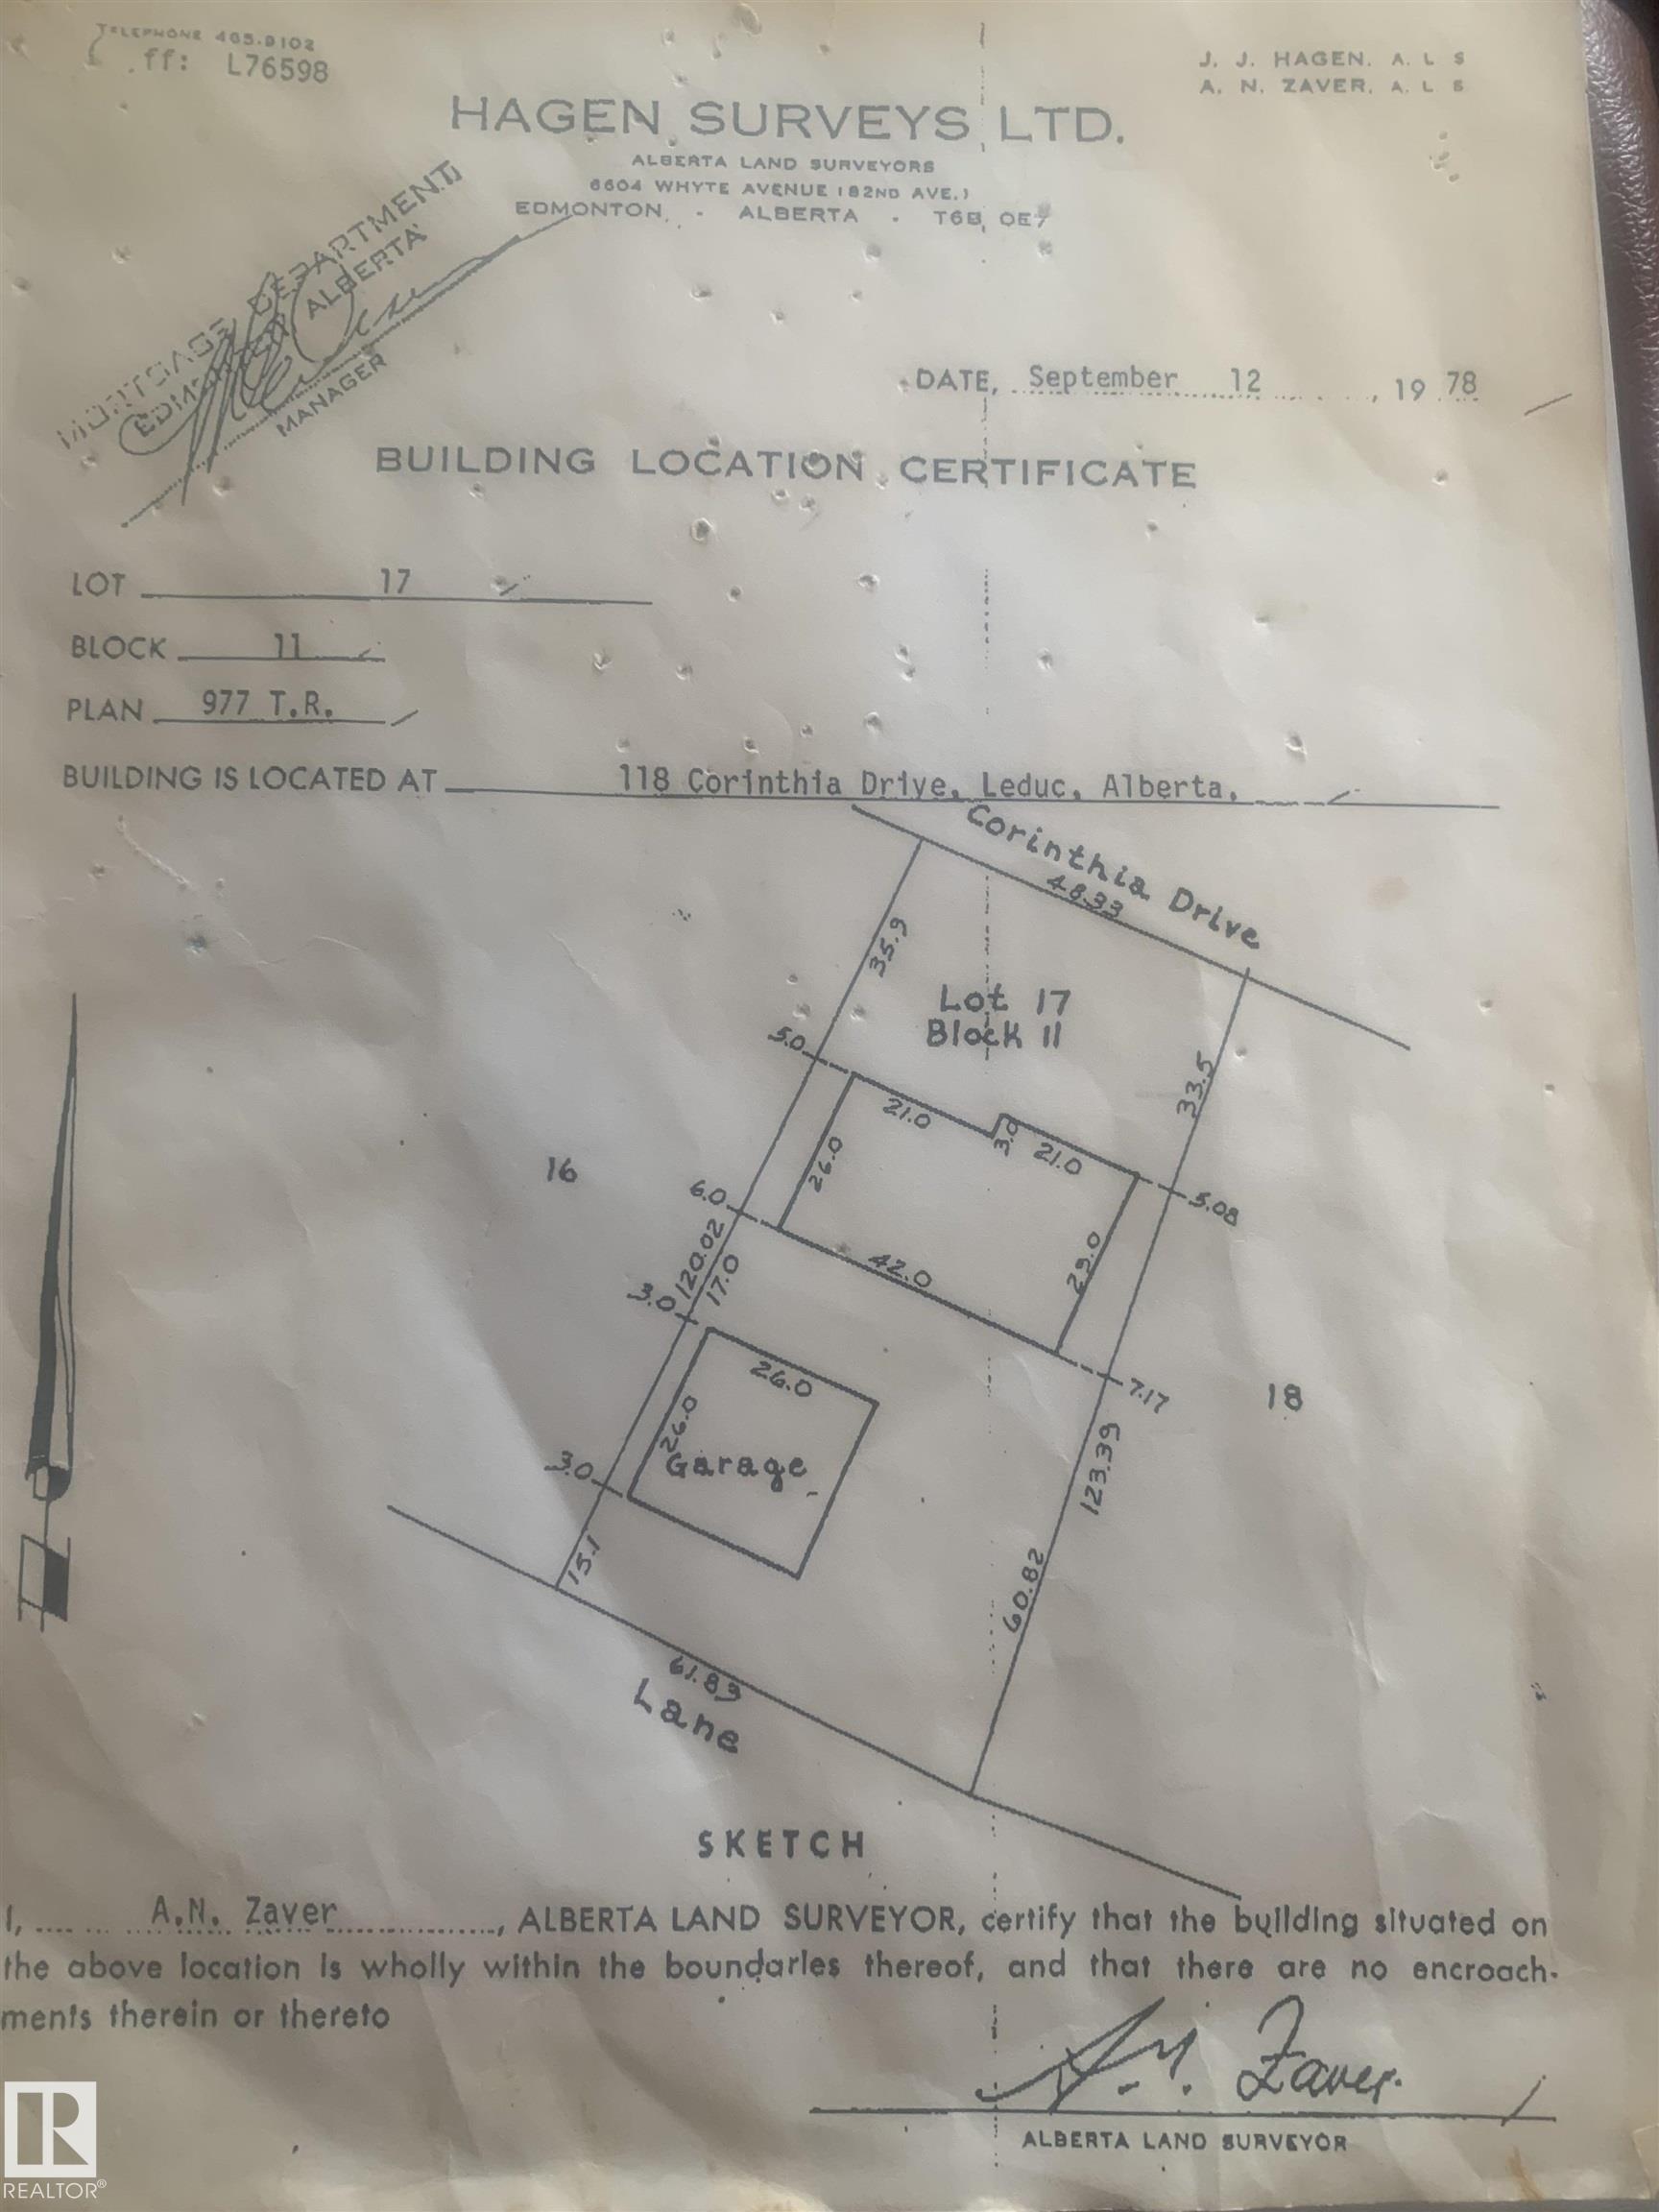 TELEPHONE 465-9102
ff: L76598
J. J. HAGEN, A. L. S
A. N. ZAVER, A. L. S.
HAGEN SURVEYS LTD.
ALBERTA LAND SURVEYORS
6604 WHYTE AVENUE (82ND AVE.)
EDMONTON, - ALBERTA - T6B 0E7
MORTGAGE DEPARTMENT
EDMONTON ALBERTA
MANAGER
DATE, September 12, 19 78
BUILDING LOCATION CERTIFICATE
LOT 17
BLOCK 11
PLAN 977 T.R.
BUILDING IS LOCATED AT 118 Corinthia Drive, Leduc, Alberta.
Corinthia Drive
48.33
35.9
Lot 17
Block 11
5.0
33.5
21.0
3.0
21.0
26.0
16
6.0
5.08
120.02
17.0
42.0
29.0
3.0
7.17
18
26.0
26.0
Garage
3.0
123.39
15.1
60.82
61.83
Lane
SKETCH
I, .... ... A.N. Zaver .............., ALBERTA LAND SURVEYOR, certify that the building situated on
the above location is wholly within the boundaries thereof, and that there are no encroach-
ments therein or thereto
A.N. Zaver.
ALBERTA LAND SURVEYOR
R
REALTOR®